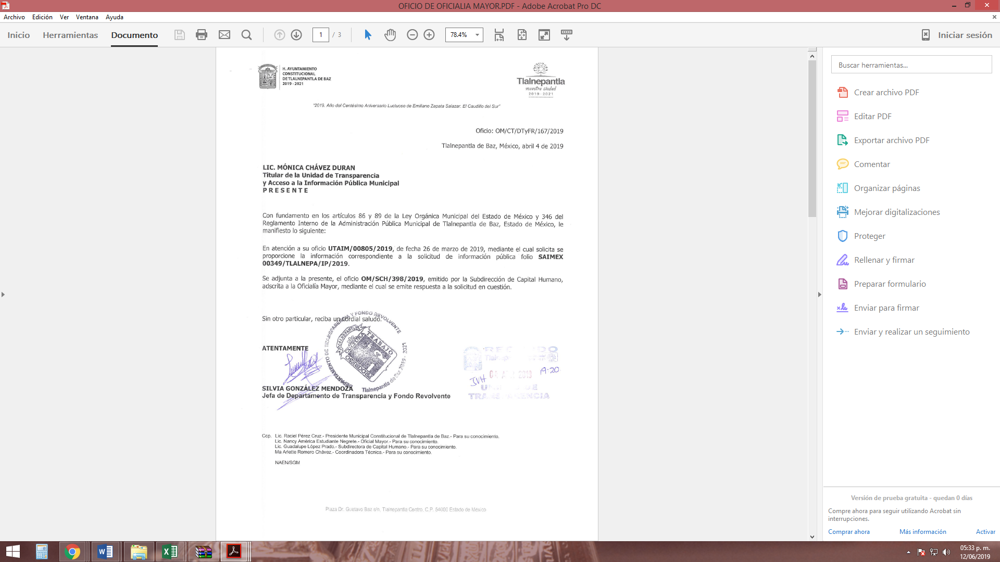 OFICIO DE OFICIALIA MAYOR.PDF - Adobe Acrobat Pro DC
Archivo Edición Ver Ventana Ayuda
Inicio Herramientas Documento 1 / 3 78.4% Iniciar sesión
H. AYUNTAMIENTO
CONSTITUCIONAL
DE TLALNEPANTLA DE BAZ
2019 - 2021
Tlalnepantla
nuestra ciudad
2019 - 2021
"2019. Año del Centésimo Aniversario Luctuoso de Emiliano Zapata Salazar. El Caudillo del Sur"
Oficio: OM/CT/DTyFR/167/2019
Tlalnepantla de Baz, México, abril 4 de 2019
LIC. MÓNICA CHÁVEZ DURAN
Titular de la Unidad de Transparencia
y Acceso a la Información Pública Municipal
P R E S E N T E
Con fundamento en los artículos 86 y 89 de la Ley Orgánica Municipal del Estado de México y 346 del
Reglamento Interno de la Administración Pública Municipal de Tlalnepantla de Baz, Estado de México, le
manifiesto lo siguiente:
En atención a su oficio UTAIM/00805/2019, de fecha 26 de marzo de 2019, mediante el cual solicita se
proporcione la información correspondiente a la solicitud de información pública folio SAIMEX
00349/TLALNEPA/IP/2019.
Se adjunta a la presente, el oficio OM/SCH/398/2019, emitido por la Subdirección de Capital Humano,
adscrita a la Oficialía Mayor, mediante el cual se emite respuesta a la solicitud en cuestión.
Sin otro particular, reciba un cordial saludo.
DEPARTAMENTO DE TRANSPARENCIA Y FONDO REVOLVENTE
Tlalnepantla de Baz 2019 - 2021
TLALNEPANTLA
CULTURA
TRABAJO
PROGRESO
ATENTAMENTE
19:20
JVH
TRANSPARENCIA
SILVIA GONZÁLEZ MENDOZA
Jefa de Departamento de Transparencia y Fondo Revolvente
Ccp. Lic. Raciel Pérez Cruz.- Presidente Municipal Constitucional de Tlalnepantla de Baz.- Para su conocimiento.
Lic. Nancy América Estudiante Negrete.- Oficial Mayor.- Para su conocimiento.
Lic. Guadalupe López Prado.- Subdirectora de Capital Humano.- Para su conocimiento.
Ma Arlette Romero Chávez.- Coordinadora Técnica.- Para su conocimiento.
NAEN/SGM
Plaza Dr. Gustavo Baz s/n, Tlalnepantla Centro, C.P. 54000 Estado de México
Buscar herramientas...
Crear archivo PDF
Editar PDF
Exportar archivo PDF
Comentar
Organizar páginas
Mejorar digitalizaciones
Proteger
Rellenar y firmar
Preparar formulario
Enviar para firmar
Enviar y realizar un seguimiento
Versión de prueba gratuita - quedan 0 días
Compre ahora para seguir utilizando Acrobat sin
interrupciones.
Comprar ahora Más información Activar
05:33 p. m.
12/06/2019